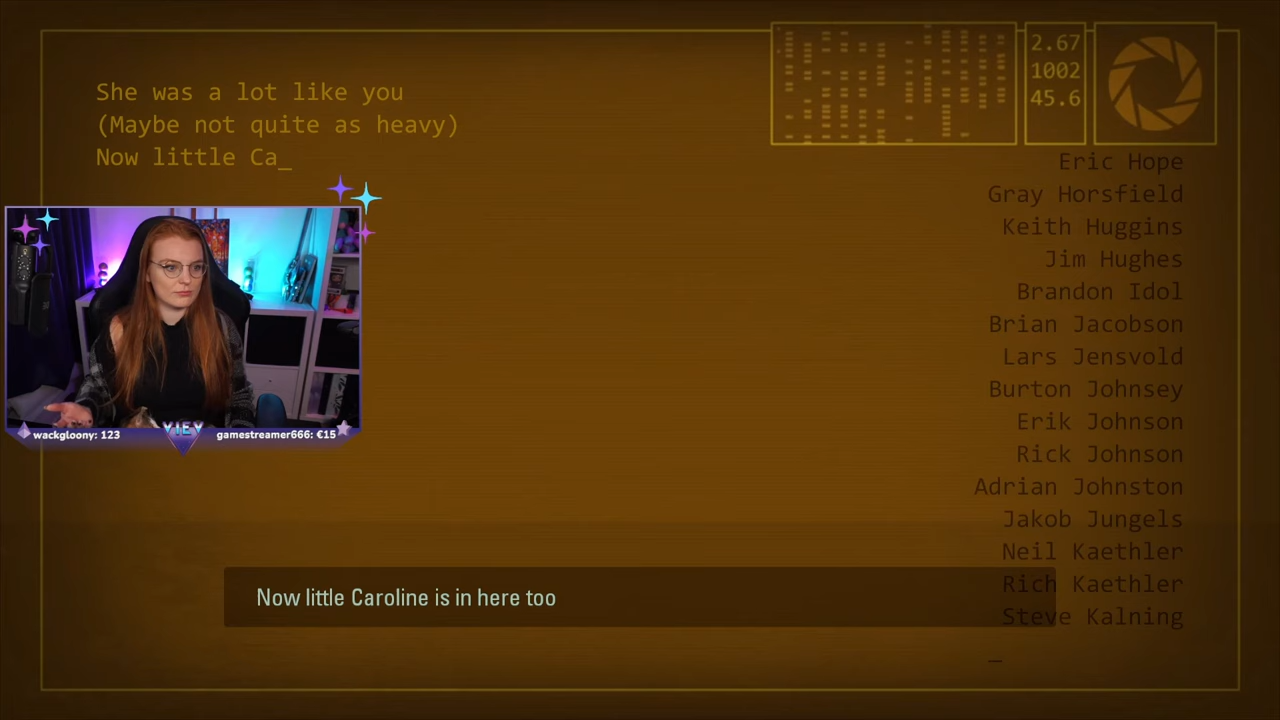 She was a lot like you
(Maybe not quite as heavy)
Now little Ca_
2.67
1002
45.6
Eric Hope
Gray Horsfield
Keith Huggins
Jim Hughes
Brandon Idol
Brian Jacobson
Lars Jensvold
Burton Johnsey
Erik Johnson
Rick Johnson
Adrian Johnston
Jakob Jungels
Neil Kaethler
Rich Kaethler
Steve Kalning
_
VIEV
wackgloony: 123
gamestreamer666: €15
Now little Caroline is in here too